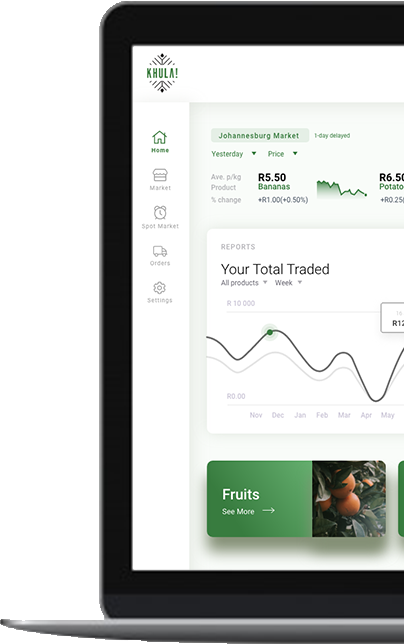 KHULA!
Home
Market
Spot Market
Orders
Settings
Johannesburg Market
1-day delayed
Yesterday
Price
Ave. p/kg
Product
% change
R5.50
Bananas
+R1.00(+0.50%)
R6.50
Potato
+R0.25(
REPORTS
Your Total Traded
All products
Week
R 10 000
R12
R0.00
Nov Dec Jan Feb Mar Apr May
Fruits
See More